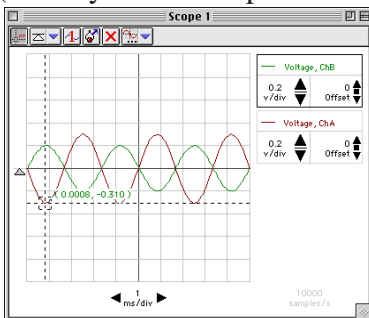 Scope 1
Voltage, ChB
0.2
v/div
0
Offset
Voltage, ChA
0.2
v/div
0
Offset
(0.0008, -0.310)
1
ms/div
10000
samples/s